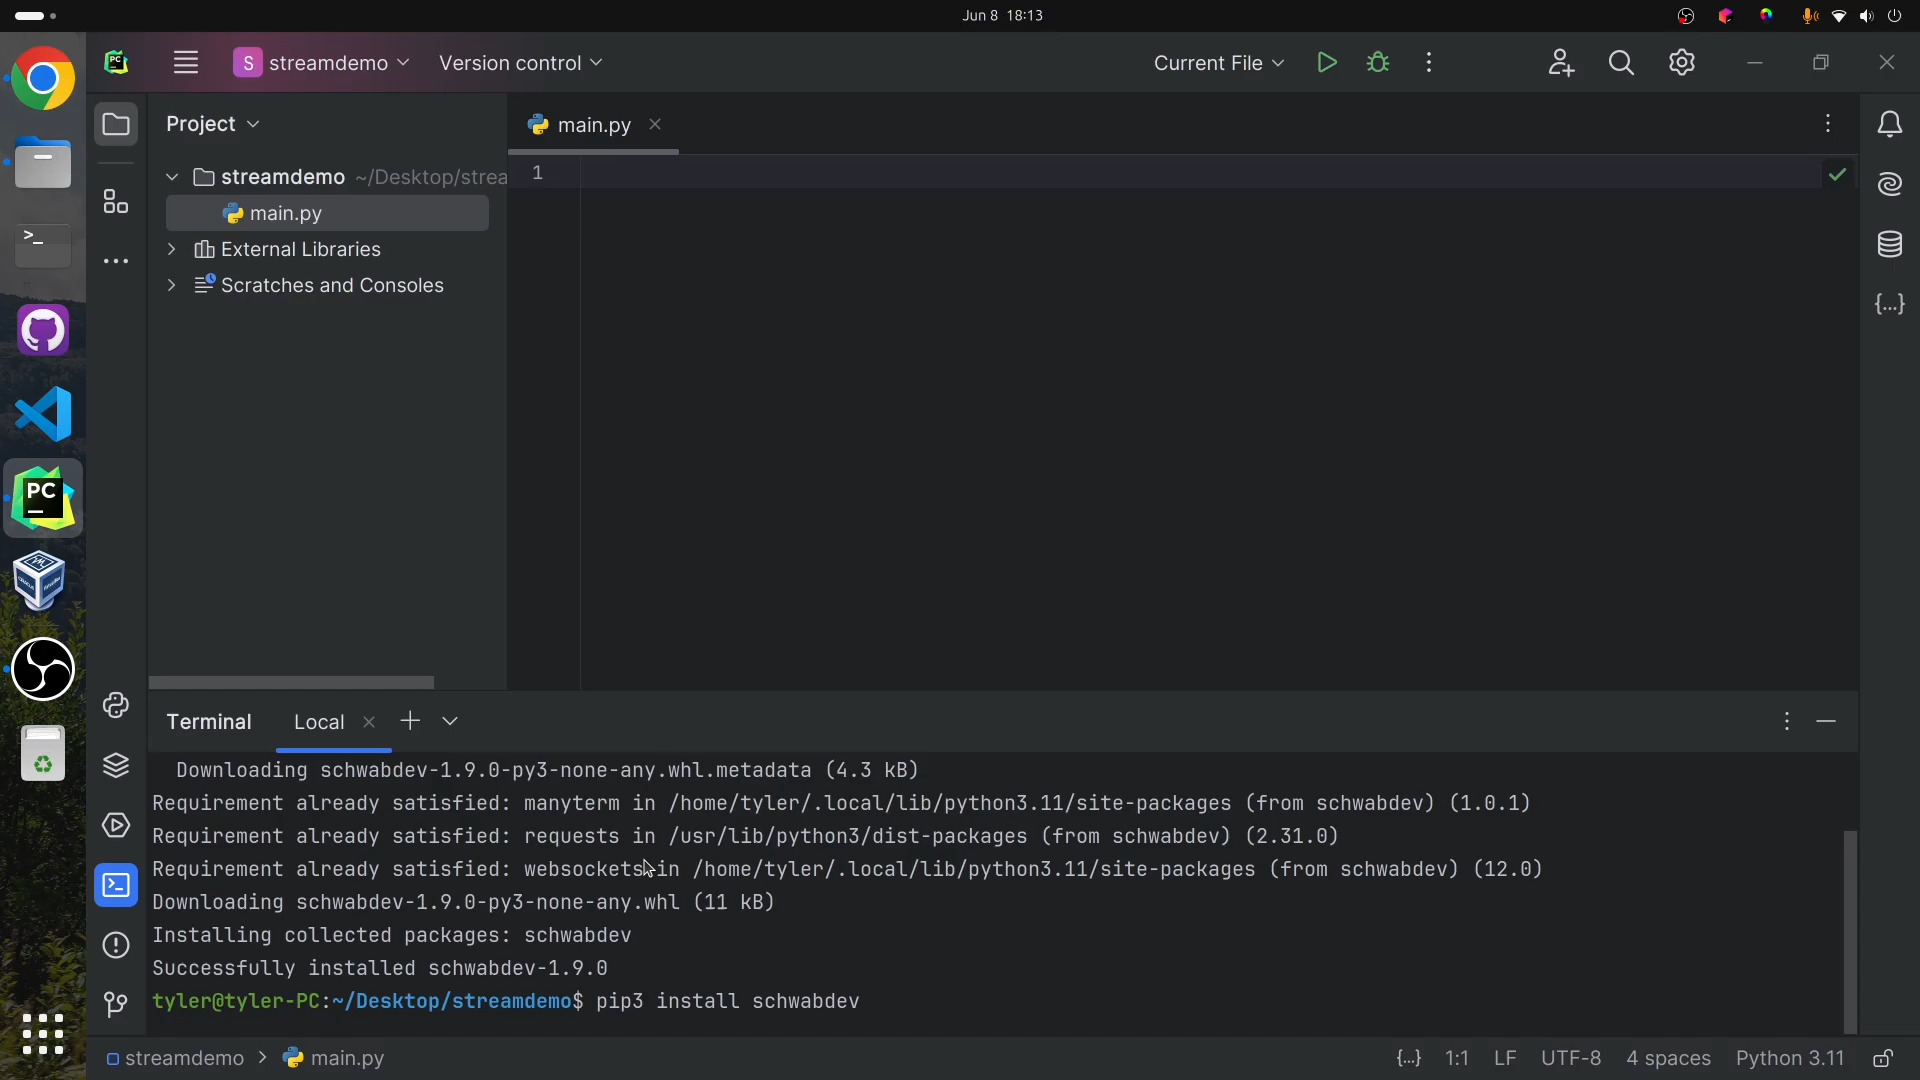 Jun 8 18:13
PC
S streamdemo
Version control
Current File
Project
main.py
streamdemo ~/Desktop/strea
main.py
External Libraries
Scratches and Consoles
1
{...}
>_
PC
Terminal
Local
Downloading schwabdev-1.9.0-py3-none-any.whl.metadata (4.3 kB)
Requirement already satisfied: manyterm in /home/tyler/.local/lib/python3.11/site-packages (from schwabdev) (1.0.1)
Requirement already satisfied: requests in /usr/lib/python3/dist-packages (from schwabdev) (2.31.0)
Requirement already satisfied: websockets in /home/tyler/.local/lib/python3.11/site-packages (from schwabdev) (12.0)
Downloading schwabdev-1.9.0-py3-none-any.whl (11 kB)
Installing collected packages: schwabdev
Successfully installed schwabdev-1.9.0
tyler@tyler-PC:~/Desktop/streamdemo$ pip3 install schwabdev
streamdemo > main.py
{...} 1:1 LF UTF-8 4 spaces Python 3.11